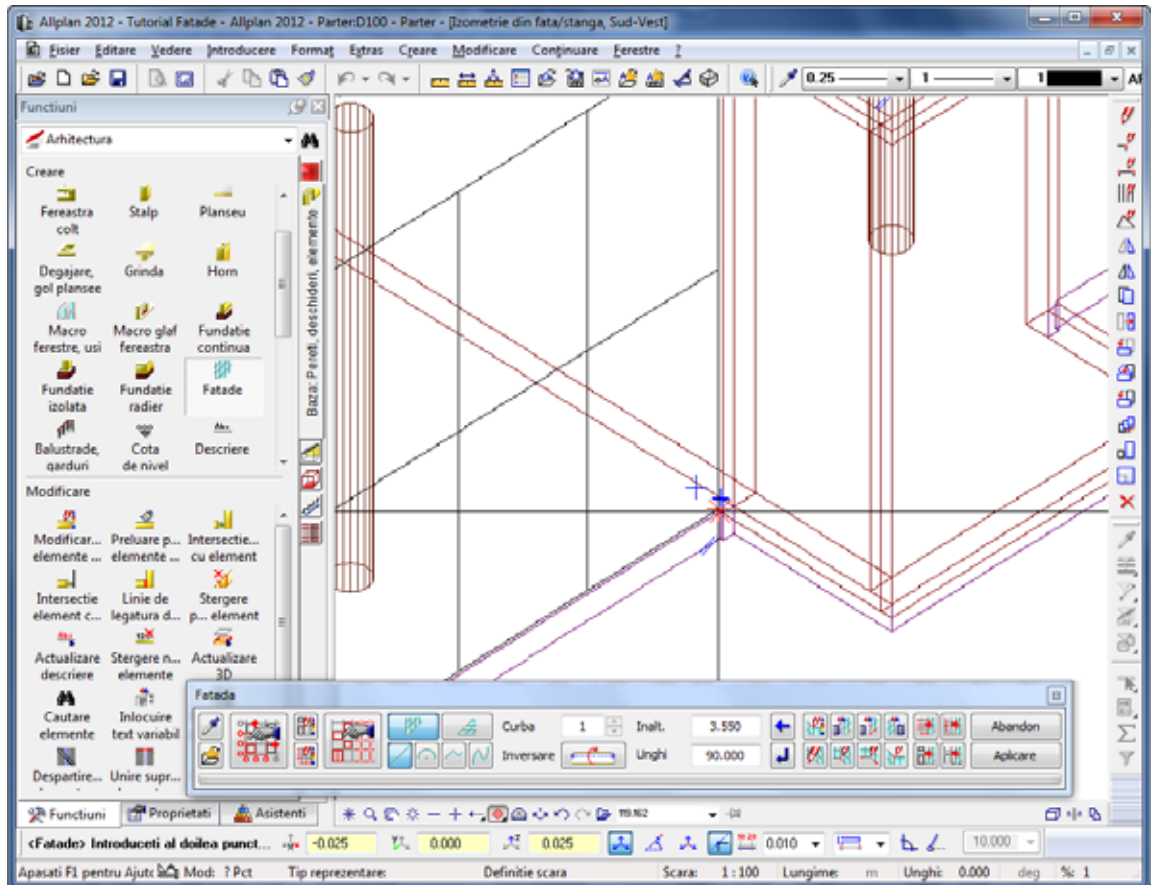 Allplan 2012 - Tutorial Fatade - Allplan 2012 - Parter:D100 - Parter - [Izometrie din fata/stanga, Sud-Vest]
Fisier Editare Vedere Introducere Format Extras Creare Modificare Conţinuare Ferestre ?
0.25 1 1
Functiuni
Arhitectura
Creare
Fereastra colt
Stalp
Planseu
Degajare, gol plansee
Grinda
Horn
Macro ferestre, usi
Macro glaf fereastra
Fundatie continua
Fundatie izolata
Fundatie radier
Fatade
Balustrade, garduri
Cota de nivel
Descriere
Baza: Pereti, deschideri, elemente
Modificare
Modificar... elemente ...
Preluare p... elemente ...
Intersectie... cu element
Intersectie element c...
Linie de legatura d...
Stergere p... element
Actualizare descriere
Stergere n... elemente
Actualizare 3D
Cautare elemente
Inlocuire text variabil
Despartire...
Unire supr...
Fatada
Curba 1 Inalt. 3.550 Abandon
Inversare Unghi 90.000 Aplicare
Functiuni Proprietati Asistenti
<Fatade> Introduceti al doilea punct... -0.025 0.000 0.025 0.010 10.000
Apasati F1 pentru Ajutc Mod: ? Pct Tip reprezentare: Definitie scara Scara: 1:100 Lungime: m Unghi: 0.000 deg %: 1